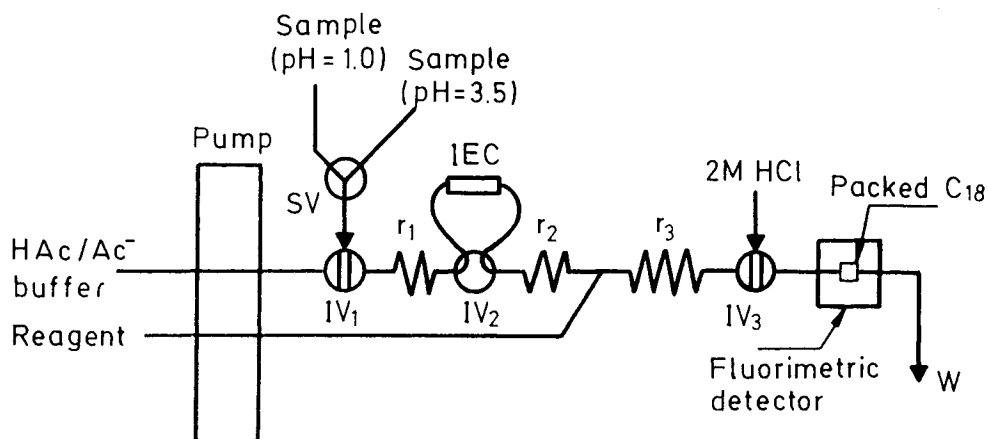 Sample
(pH = 1.0)
Sample
(pH=3.5)
Pump
IEC
SV
2M HCl
Packed C₁₈
r₁
r₂
r₃
HAc/Ac⁻
buffer
IV₁
IV₂
IV₃
Reagent
Fluorimetric
detector
W